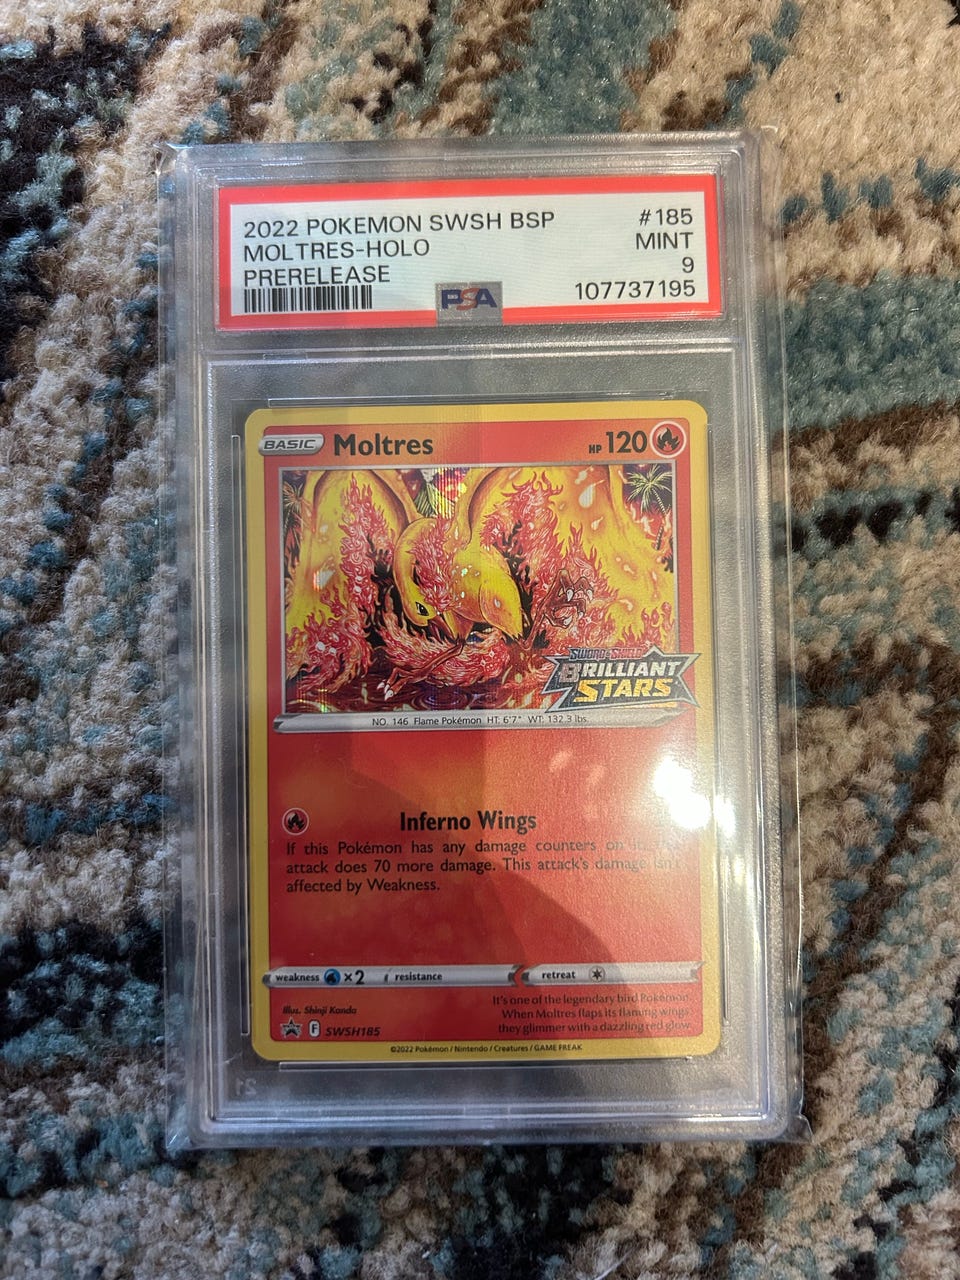 2022 POKEMON SWSH BSP #185
MOLTRES-HOLO MINT
PRERELEASE 9
PSA 107737195
BASIC Moltres HP 120
SWORD & SHIELD
BRILLIANT
STARS
NO. 146 Flame Pokémon HT: 6'7" WT: 132.3 lbs.
Inferno Wings
If this Pokémon has any damage counters on it,
attack does 70 more damage. This attack's damage isn't
affected by Weakness.
weakness ×2 resistance retreat
Illus. Shinji Kanda
It's one of the legendary bird Pokémon.
When Moltres flaps its flaming wings
they glimmer with a dazzling red glow.
F SWSH185
©2022 Pokémon / Nintendo / Creatures / GAME FREAK